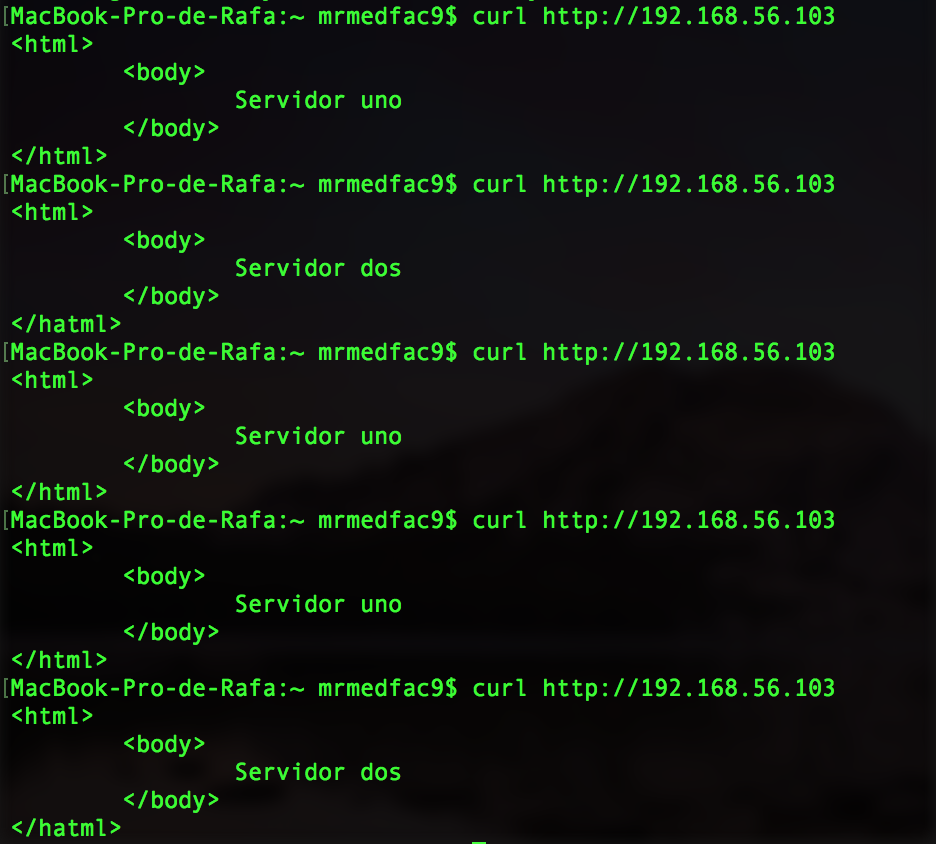 [MacBook-Pro-de-Rafa:~ mrmedfac9$ curl http://192.168.56.103
<html>
<body>
Servidor uno
</body>
</html>
[MacBook-Pro-de-Rafa:~ mrmedfac9$ curl http://192.168.56.103
<html>
<body>
Servidor dos
</body>
</hatml>
[MacBook-Pro-de-Rafa:~ mrmedfac9$ curl http://192.168.56.103
<html>
<body>
Servidor uno
</body>
</html>
[MacBook-Pro-de-Rafa:~ mrmedfac9$ curl http://192.168.56.103
<html>
<body>
Servidor uno
</body>
</html>
[MacBook-Pro-de-Rafa:~ mrmedfac9$ curl http://192.168.56.103
<html>
<body>
Servidor dos
</body>
</hatml>